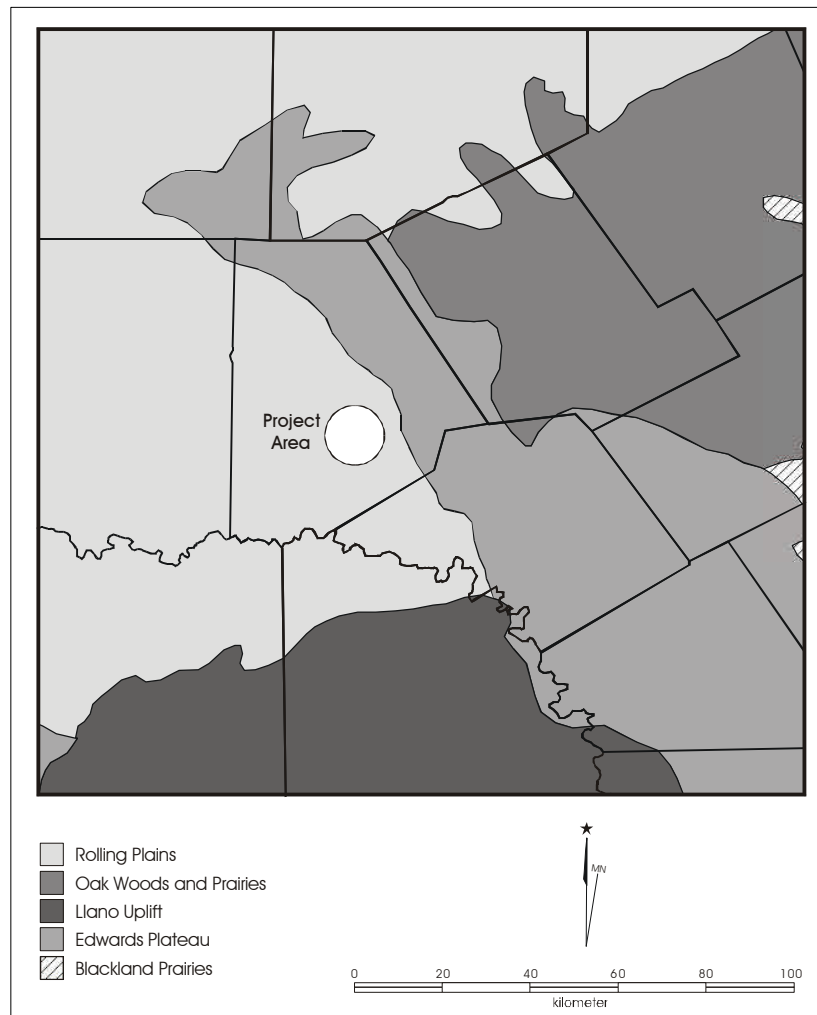 Project
Area
Rolling Plains
Oak Woods and Prairies
Llano Uplift
Edwards Plateau
Blackland Prairies
MN
0 20 40 60 80 100
kilometer